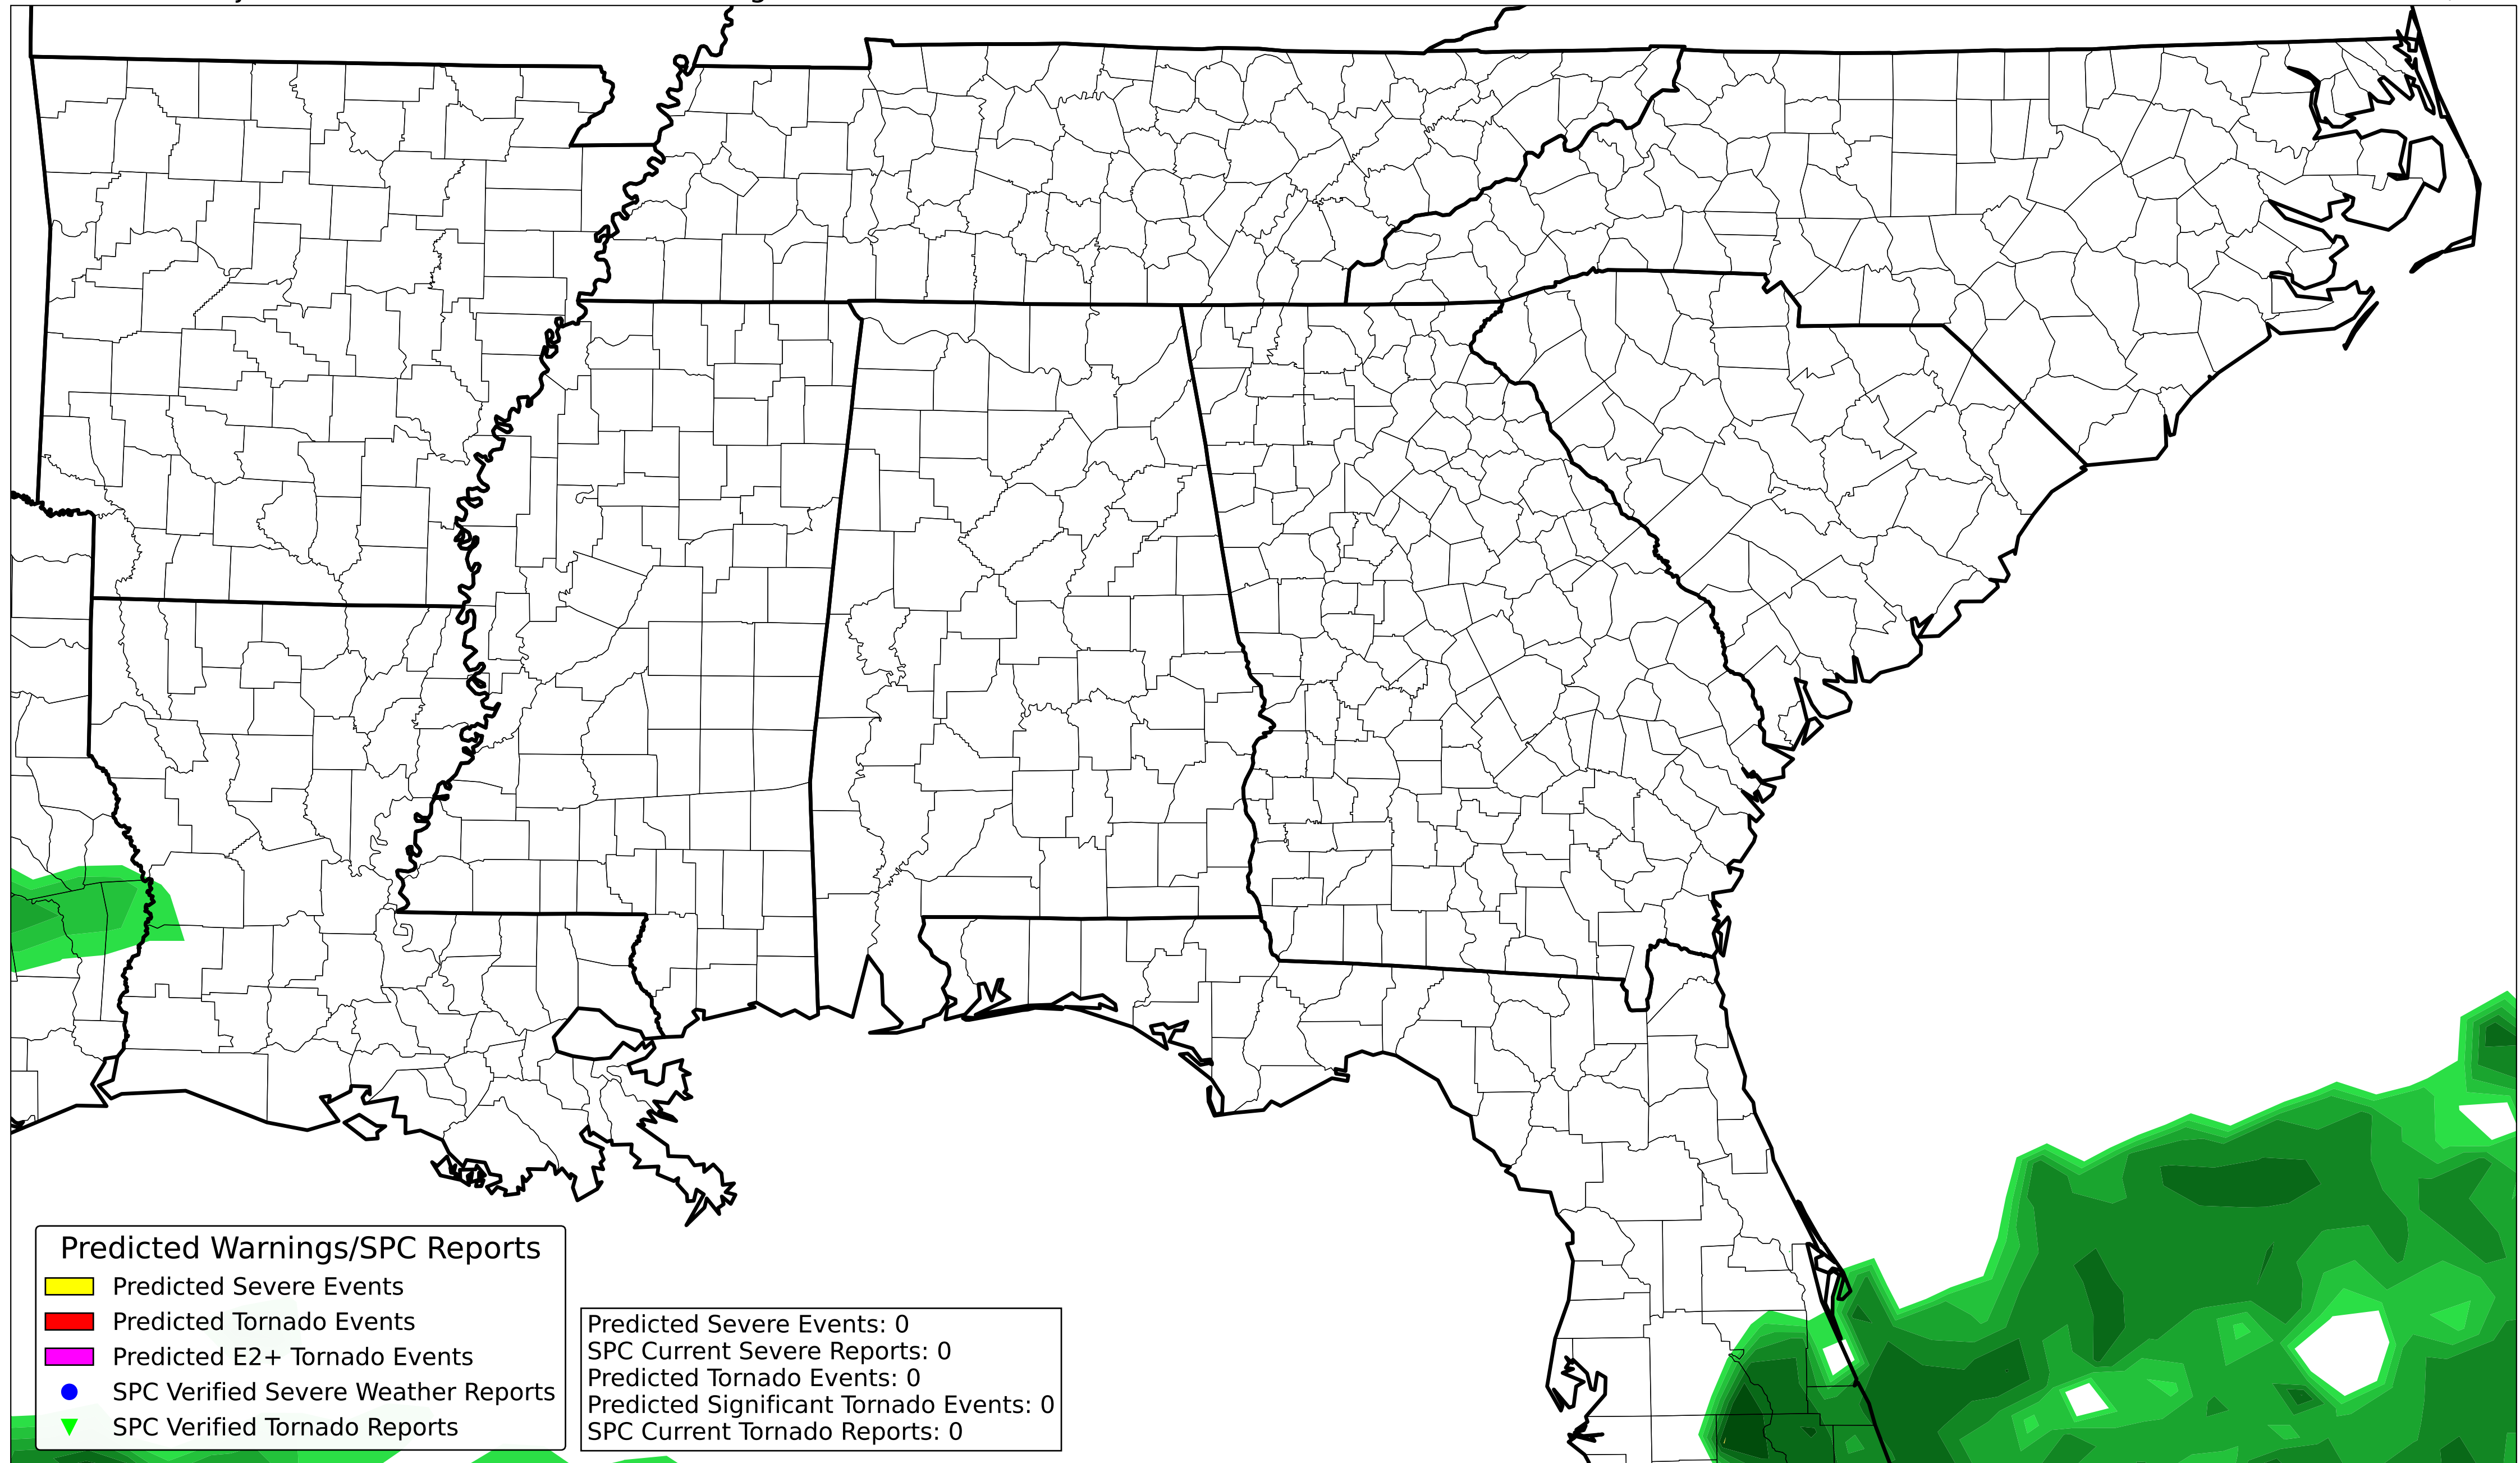 Predicted Warnings/SPC Reports
Predicted Severe Events
Predicted Tornado Events
Predicted E2+ Tornado Events
SPC Verified Severe Weather Reports
SPC Verified Tornado Reports
Predicted Severe Events: 0
SPC Current Severe Reports: 0
Predicted Tornado Events: 0
Predicted Significant Tornado Events: 0
SPC Current Tornado Reports: 0